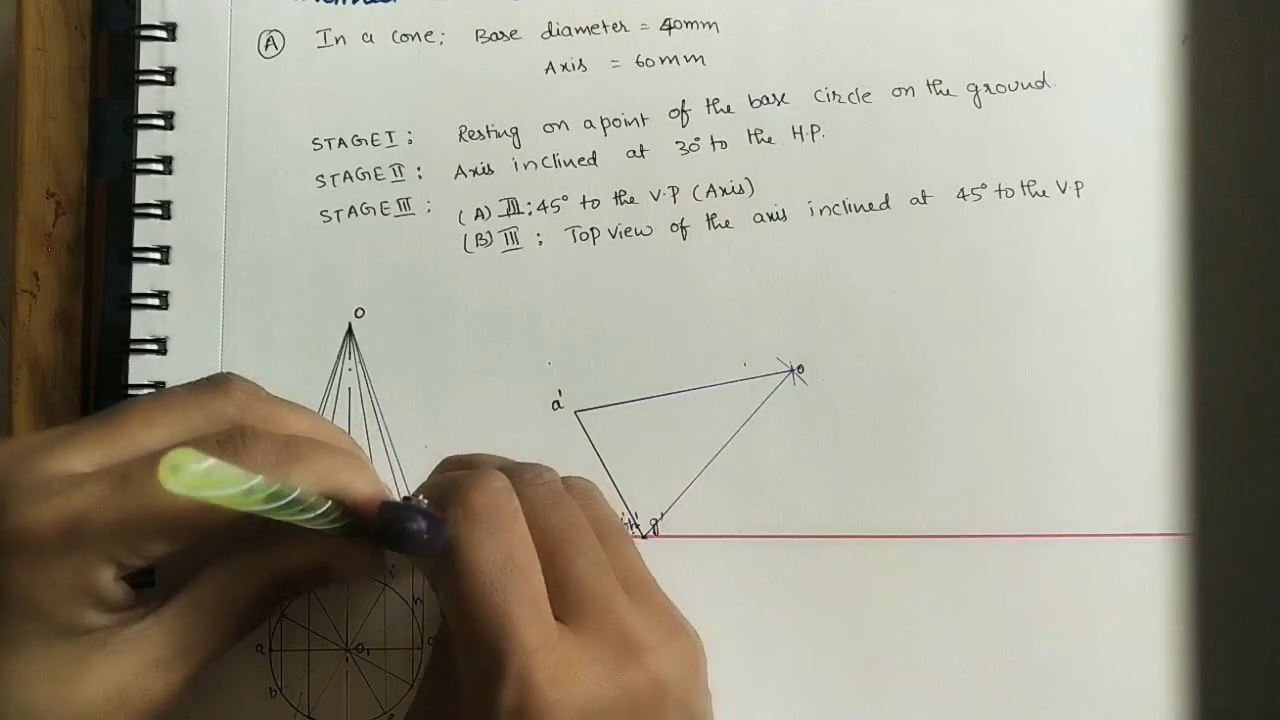 Ⓐ In a cone; Base diameter = 40mm
Axis = 60mm
STAGE I : Resting on a point of the base circle on the ground.
STAGE II : Axis inclined at 30° to the H.P.
STAGE III : (A) III : 45° to the V.P (Axis)
(B) III : Top view of the axis inclined at 45° to the V.P
O
O
a'
h' g'
h
a O₁
b